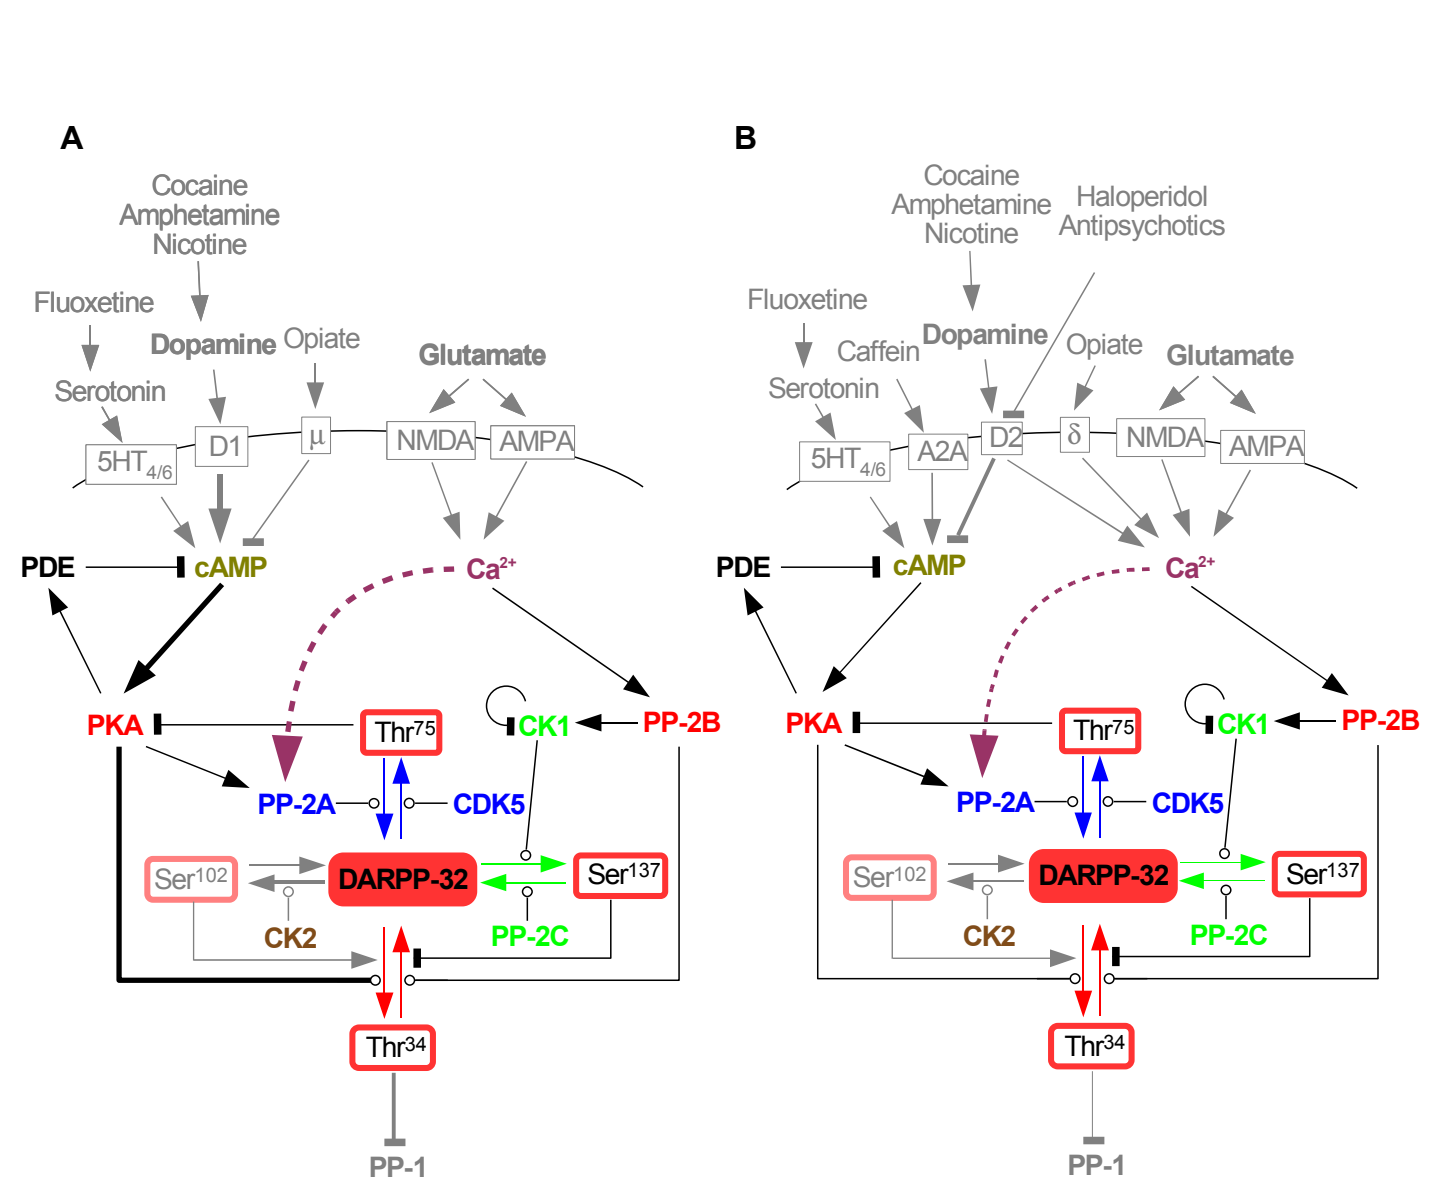 A
Cocaine
Amphetamine
Nicotine
Fluoxetine
Dopamine
Opiate
Glutamate
Serotonin
5HT4/6
D1
μ
NMDA
AMPA
PDE
cAMP
Ca2+
PKA
Thr75
CK1
PP-2B
PP-2A
CDK5
Ser102
DARPP-32
Ser137
CK2
PP-2C
Thr34
PP-1
B
Cocaine
Amphetamine
Nicotine
Haloperidol
Antipsychotics
Fluoxetine
Caffein
Dopamine
Opiate
Glutamate
Serotonin
5HT4/6
A2A
D2
δ
NMDA
AMPA
PDE
cAMP
Ca2+
PKA
Thr75
CK1
PP-2B
PP-2A
CDK5
Ser102
DARPP-32
Ser137
CK2
PP-2C
Thr34
PP-1